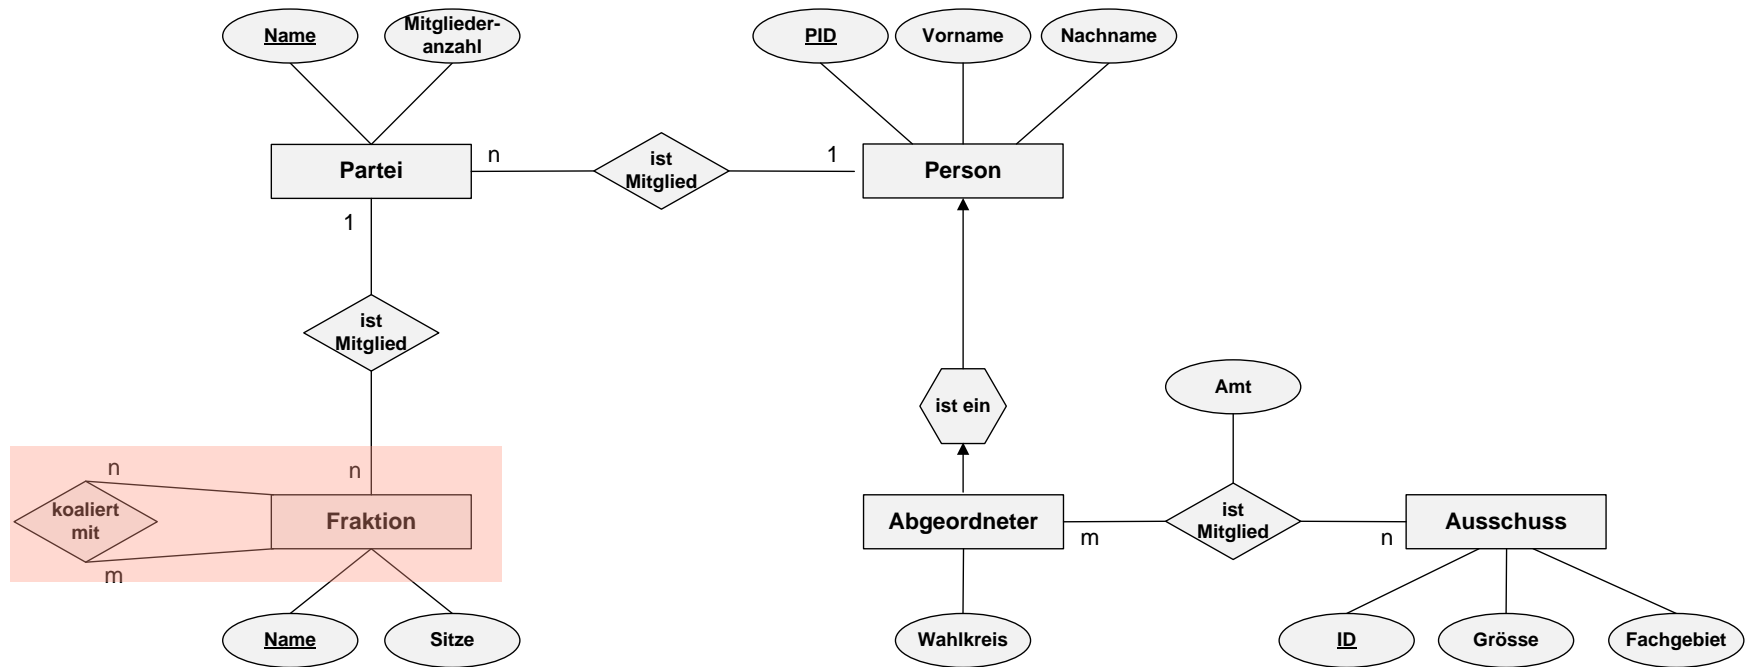 Name
Mitglieder-
anzahl
PID
Vorname
Nachname
Partei
n
ist
Mitglied
1
Person
1
ist
Mitglied
Amt
ist ein
n
n
koaliert
mit
Fraktion
m
Abgeordneter
m
ist
Mitglied
n
Ausschuss
Name
Sitze
Wahlkreis
ID
Grösse
Fachgebiet